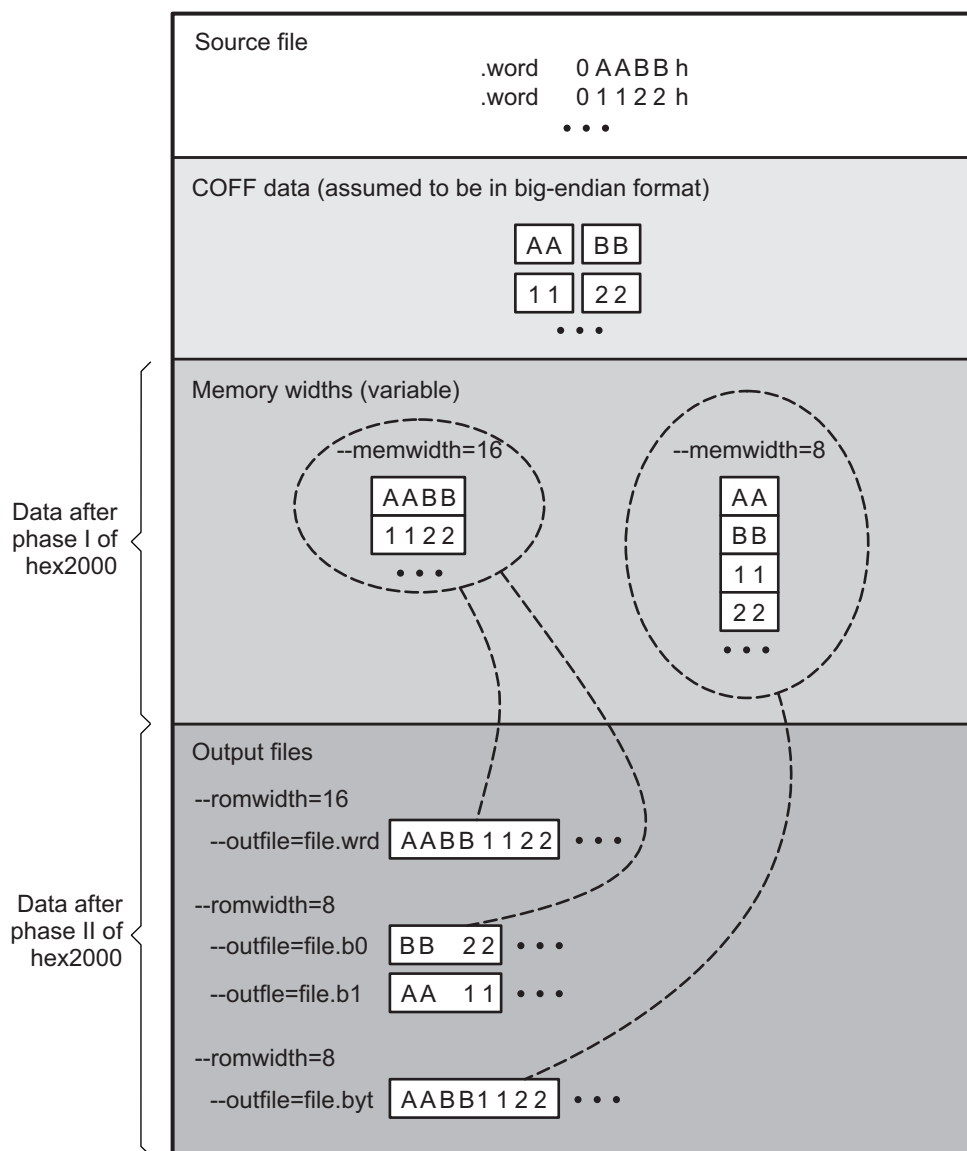 Source file
.word 0AABBh
.word 01122h
• • •
COFF data (assumed to be in big-endian format)
AA BB
11 22
• • •
Memory widths (variable)
--memwidth=16
AABB
1122
• • •
--memwidth=8
AA
BB
11
22
• • •
Data after
phase I of
hex2000
Output files
--romwidth=16
--outfile=file.wrd AABB1122 • • •
--romwidth=8
--outfile=file.b0 BB 22 • • •
--outfle=file.b1 AA 11 • • •
--romwidth=8
--outfile=file.byt AABB1122 • • •
Data after
phase II of
hex2000